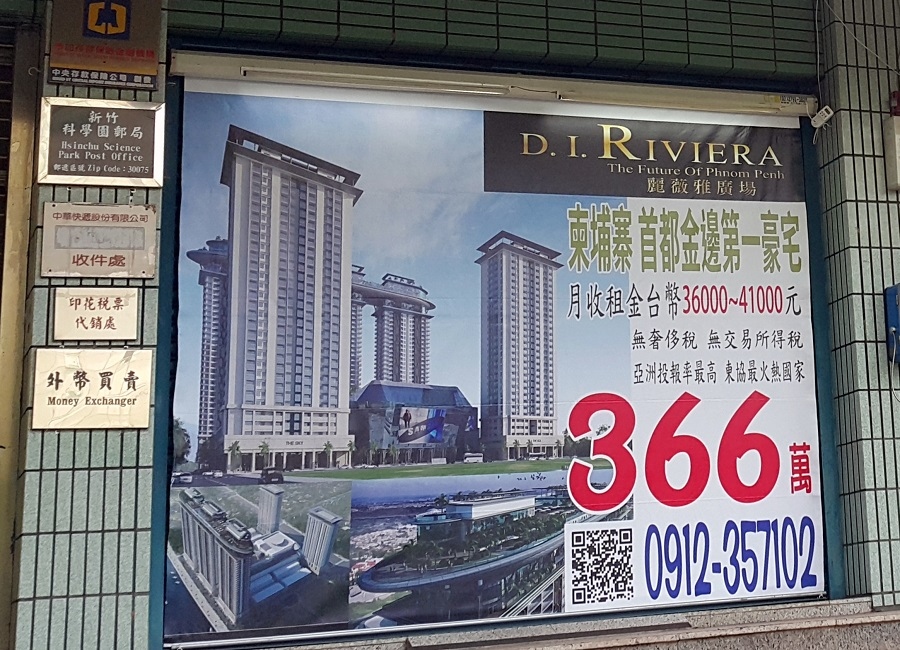 中央存款保險公司
新竹
科學園郵局
Hsinchu Science
Park Post Office
郵遞區號 Zip Code：30075
中華快遞股份有限公司
收件處
印花稅票
代銷處
外幣買賣
Money Exchanger
D. I. RIVIERA
The Future Of Phnom Penh
麗薇雅廣場
柬埔寨 首都金邊第一豪宅
月收租金台幣36000~41000元
無奢侈稅 無交易所得稅
亞洲投報率最高 東協最火熱國家
366萬
0912-357102